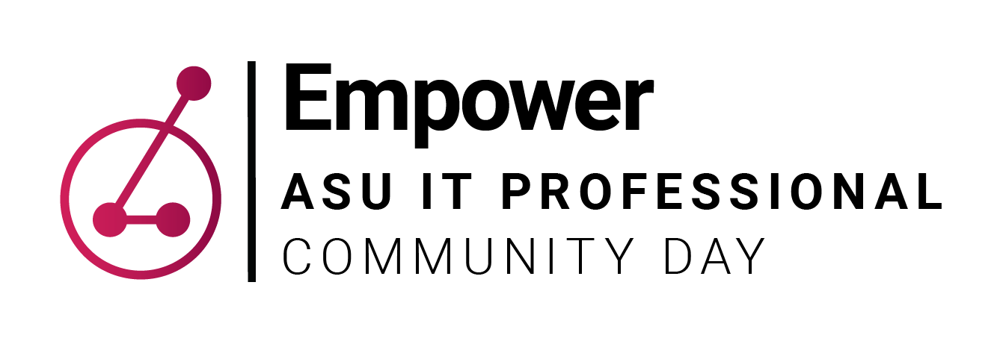 Empower
ASU IT PROFESSIONAL
COMMUNITY DAY